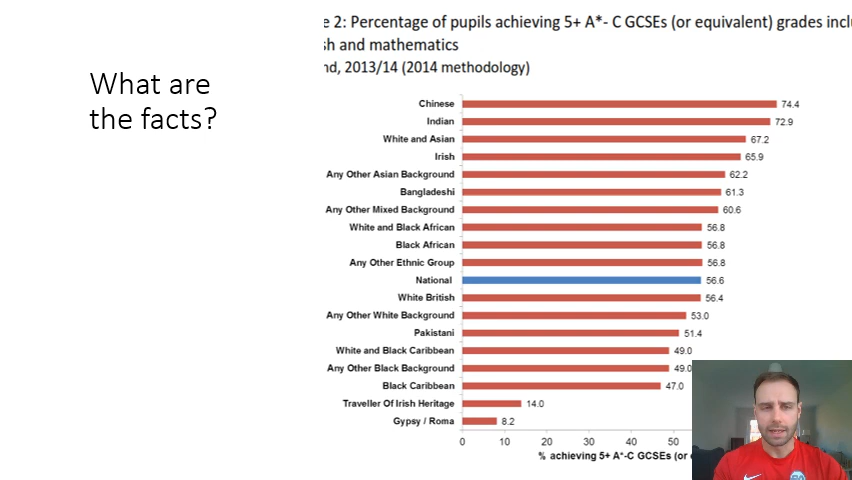 What are
the facts?
e 2: Percentage of pupils achieving 5+ A*- C GCSEs (or equivalent) grades inclu
sh and mathematics
nd, 2013/14 (2014 methodology)
Chinese 74.4
Indian 72.9
White and Asian 67.2
Irish 65.9
Any Other Asian Background 62.2
Bangladeshi 61.3
Any Other Mixed Background 60.6
White and Black African 56.8
Black African 56.8
Any Other Ethnic Group 56.8
National 56.6
White British 56.4
Any Other White Background 53.0
Pakistani 51.4
White and Black Caribbean 49.0
Any Other Black Background 49.0
Black Caribbean 47.0
Traveller Of Irish Heritage 14.0
Gypsy / Roma 8.2
0 10 20 30 40 50
% achieving 5+ A*-C GCSEs (or e